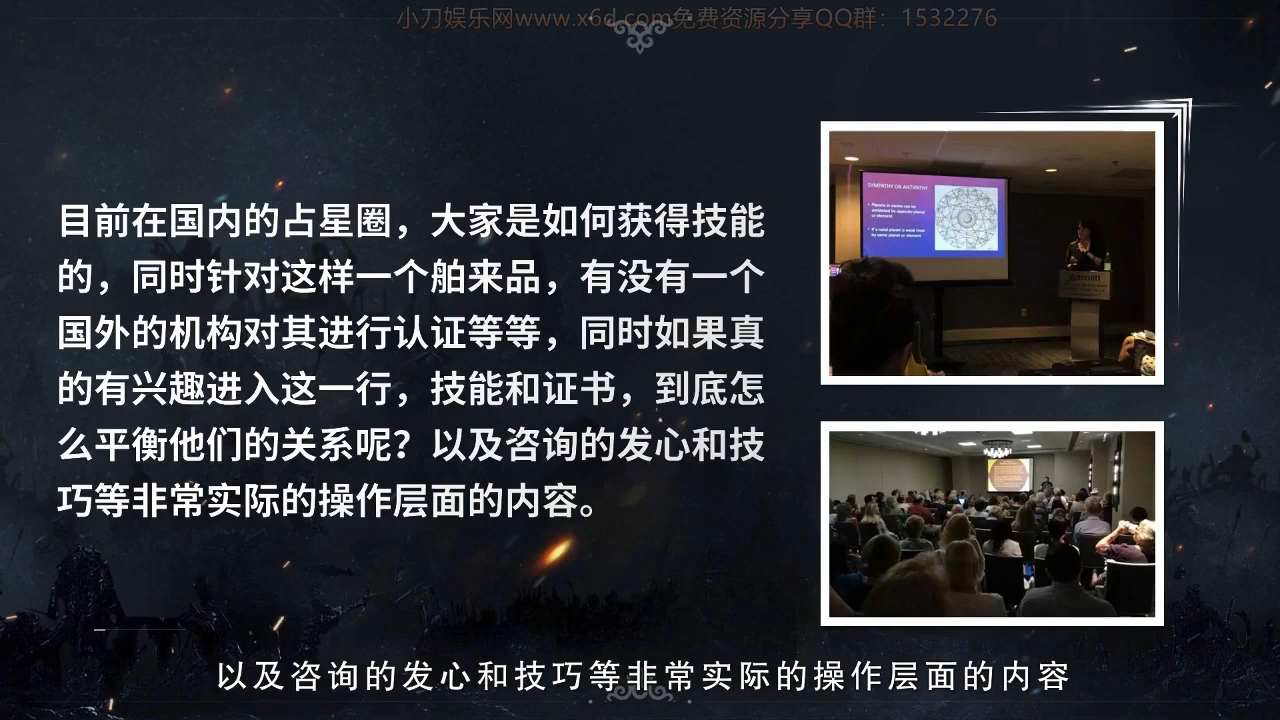 小刀娱乐网www.x6d.com免费资源分享QQ群：1532276
目前在国内的占星圈，大家是如何获得技能
的，同时针对这样一个舶来品，有没有一个
国外的机构对其进行认证等等，同时如果真
的有兴趣进入这一行，技能和证书，到底怎
么平衡他们的关系呢？以及咨询的发心和技
巧等非常实际的操作层面的内容。
SYMPATHY OR ANTIPATHY
Marriott
以及咨询的发心和技巧等非常实际的操作层面的内容